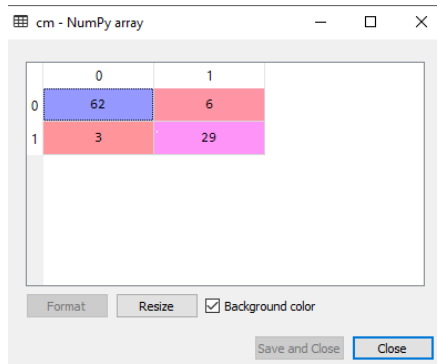 cm - NumPy array
0 1
0 62 6
1 3 29
Format Resize Background color
Save and Close Close